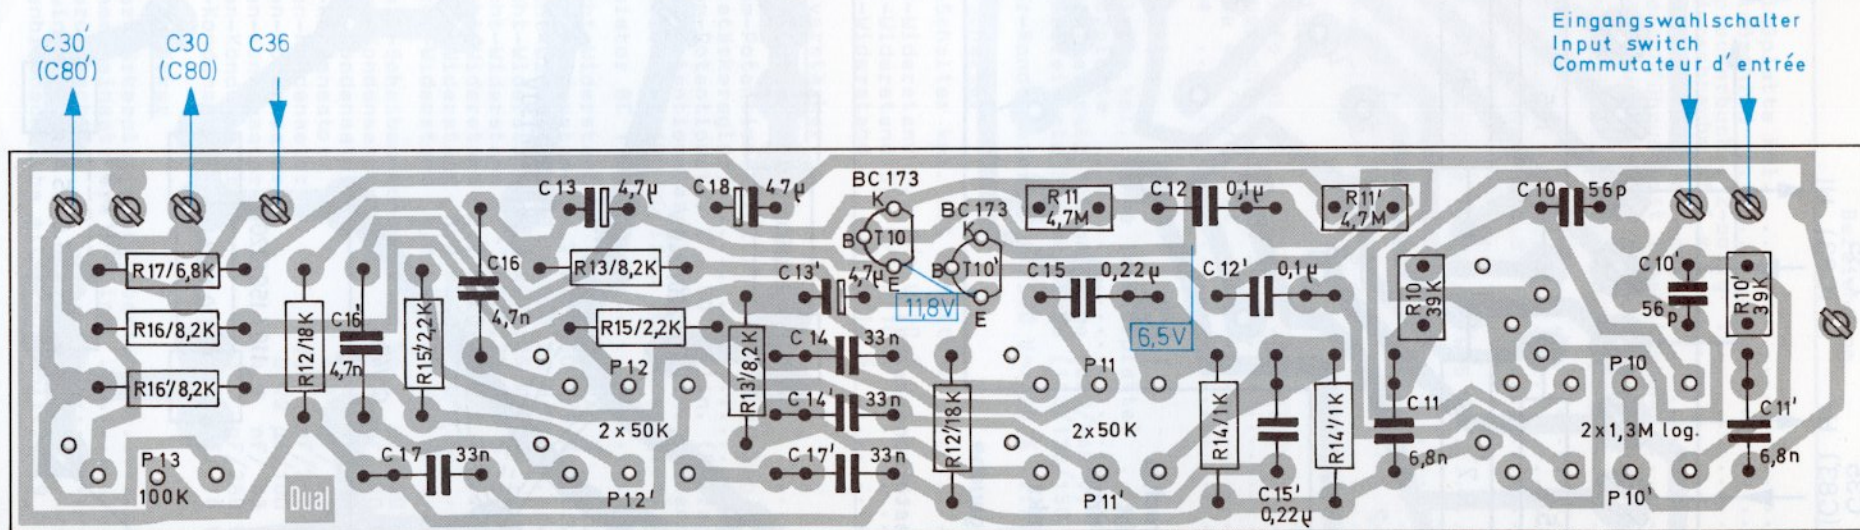 C30'
(C80')
C30
(C80)
C36
Eingangswahlschalter
Input switch
Commutateur d'entrée
C13
4,7µ
C18
47µ
BC 173
K
B
T10
E
BC 173
K
B
T10'
E
R11
4,7M
C12
0,1µ
R11'
4,7M
C10
56p
R17/6,8K
R16/8,2K
R16'/8,2K
R12/18K
C16'
4,7n
R15'/2,2K
C16
4,7n
R13/8,2K
R15/2,2K
C13'
4,7µ
11,8V
C15
0,22µ
6,5V
C12'
0,1µ
R10
39K
C10'
56p
R10'
39K
P12
R13'/8,2K
C14
33n
C14'
33n
C17'
33n
R12'/18K
P11
2x50K
2x50K
R14/1K
R14'/1K
C11
6,8n
P10
2x1,3M log.
C11'
6,8n
P13
100K
C17
33n
Dual
P12'
P11'
C15'
0,22µ
P10'